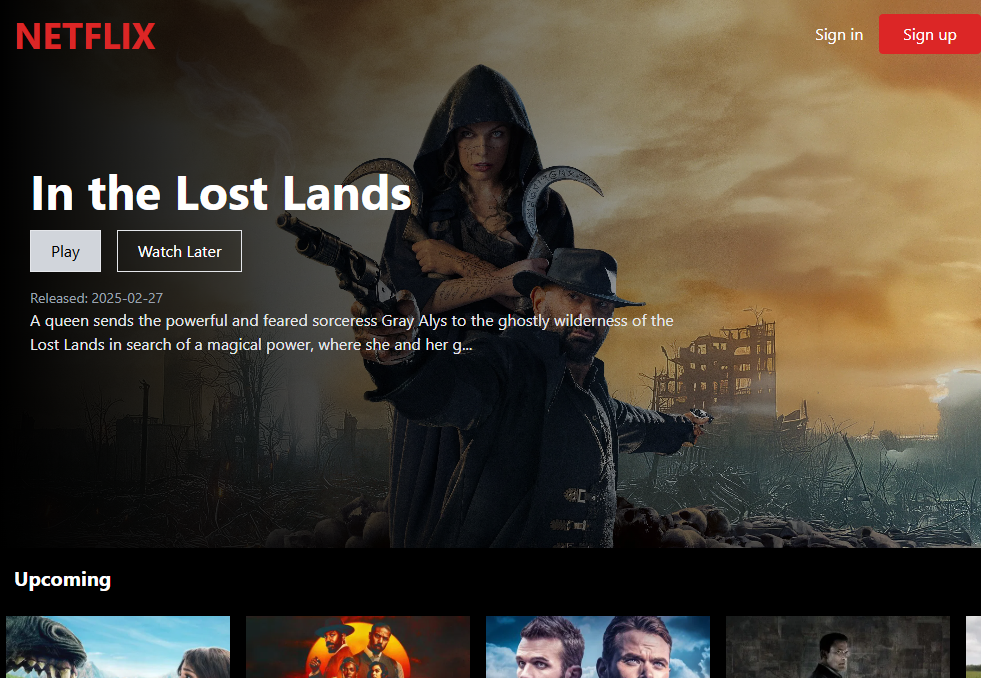 NETFLIX
Sign in
Sign up
In the Lost Lands
Play
Watch Later
Released: 2025-02-27
A queen sends the powerful and feared sorceress Gray Alys to the ghostly wilderness of the
Lost Lands in search of a magical power, where she and her g...
Upcoming